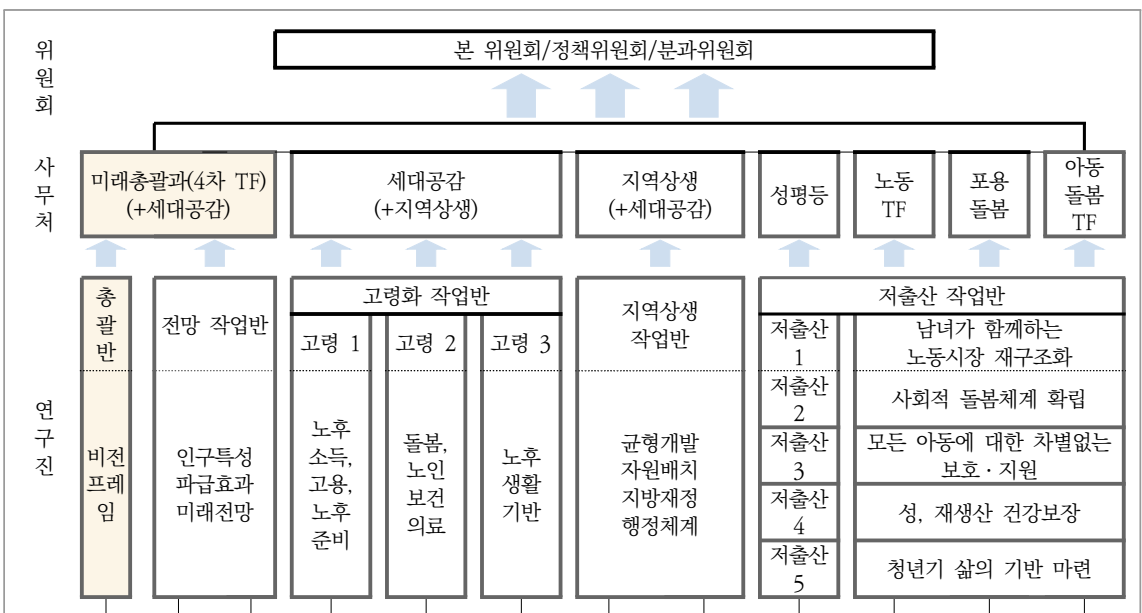 위
원
회
본 위원회/정책위원회/분과위원회
사
무
처
미래총괄과(4차 TF)
(+세대공감)
세대공감
(+지역상생)
지역상생
(+세대공감)
성평등
노동
TF
포용
돌봄
아동
돌봄
TF
연
구
진
총
괄
반
비전
프레
임
전망 작업반
인구특성
파급효과
미래전망
고령화 작업반
고령 1
고령 2
고령 3
노후
소득,
고용,
노후
준비
돌봄,
노인
보건
의료
노후
생활
기반
지역상생
작업반
균형개발
자원배치
지방재정
행정체계
저출산 작업반
저출산
1
남녀가 함께하는
노동시장 재구조화
저출산
2
사회적 돌봄체계 확립
저출산
3
모든 아동에 대한 차별없는
보호·지원
저출산
4
성, 재생산 건강보장
저출산
5
청년기 삶의 기반 마련